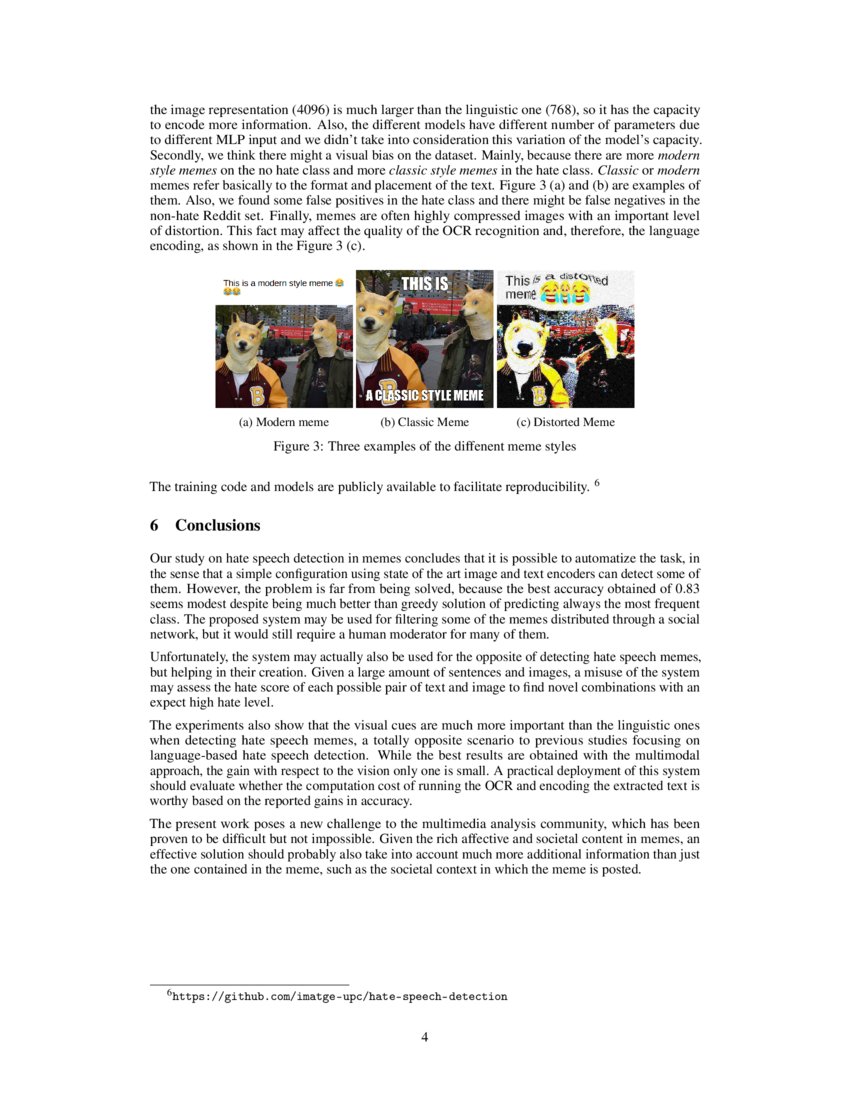 the image representation (4096) is much larger than the linguistic one (768), so it has the capacity
to encode more information. Also, the different models have different number of parameters due
to different MLP input and we didn't take into consideration this variation of the model's capacity.
Secondly, we think there might a visual bias on the dataset. Mainly, because there are more modern
style memes on the no hate class and more classic style memes in the hate class. Classic or modern
memes refer basically to the format and placement of the text. Figure 3 (a) and (b) are examples of
them. Also, we found some false positives in the hate class and there might be false negatives in the
non-hate Reddit set. Finally, memes are often highly compressed images with an important level
of distortion. This fact may affect the quality of the OCR recognition and, therefore, the language
encoding, as shown in the Figure 3 (c).
This is a modern style meme 😂
😂😂
THIS IS
A CLASSIC STYLE MEME
This is a distorted
meme 😂😂😂
B
B
B
(a) Modern meme
(b) Classic Meme
(c) Distorted Meme
Figure 3: Three examples of the diffenent meme styles
The training code and models are publicly available to facilitate reproducibility. 6
6 Conclusions
Our study on hate speech detection in memes concludes that it is possible to automatize the task, in
the sense that a simple configuration using state of the art image and text encoders can detect some of
them. However, the problem is far from being solved, because the best accuracy obtained of 0.83
seems modest despite being much better than greedy solution of predicting always the most frequent
class. The proposed system may be used for filtering some of the memes distributed through a social
network, but it would still require a human moderator for many of them.
Unfortunately, the system may actually also be used for the opposite of detecting hate speech memes,
but helping in their creation. Given a large amount of sentences and images, a misuse of the system
may assess the hate score of each possible pair of text and image to find novel combinations with an
expect high hate level.
The experiments also show that the visual cues are much more important than the linguistic ones
when detecting hate speech memes, a totally opposite scenario to previous studies focusing on
language-based hate speech detection. While the best results are obtained with the multimodal
approach, the gain with respect to the vision only one is small. A practical deployment of this system
should evaluate whether the computation cost of running the OCR and encoding the extracted text is
worthy based on the reported gains in accuracy.
The present work poses a new challenge to the multimedia analysis community, which has been
proven to be difficult but not impossible. Given the rich affective and societal content in memes, an
effective solution should probably also take into account much more additional information than just
the one contained in the meme, such as the societal context in which the meme is posted.
6https://github.com/imatge-upc/hate-speech-detection
4